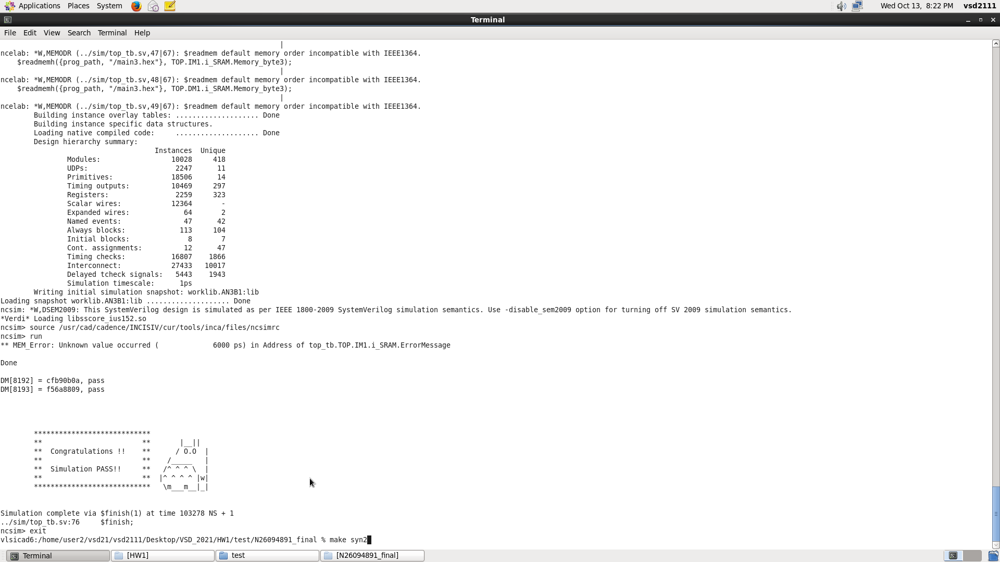 Applications Places System Wed Oct 13, 8:22 PM vsd2111
Terminal
File Edit View Search Terminal Help
|
ncelab: *W,MEMODR (../sim/top_tb.sv,47|67): $readmem default memory order incompatible with IEEE1364.
    $readmemh({prog_path, "/main3.hex"}, TOP.IM1.i_SRAM.Memory_byte3);
|
ncelab: *W,MEMODR (../sim/top_tb.sv,48|67): $readmem default memory order incompatible with IEEE1364.
    $readmemh({prog_path, "/main3.hex"}, TOP.DM1.i_SRAM.Memory_byte3);
|
ncelab: *W,MEMODR (../sim/top_tb.sv,49|67): $readmem default memory order incompatible with IEEE1364.
        Building instance overlay tables: .................... Done
        Building instance specific data structures.
        Loading native compiled code:     .................... Done
        Design hierarchy summary:
                                     Instances  Unique
                Modules:                 10028     418
                UDPs:                     2247      11
                Primitives:              18506      14
                Timing outputs:          10469     297
                Registers:                2259     323
                Scalar wires:            12364       -
                Expanded wires:             64       2
                Named events:               47      42
                Always blocks:             113     104
                Initial blocks:              8       7
                Cont. assignments:          12      47
                Timing checks:           16807    1866
                Interconnect:            27433   10017
                Delayed tcheck signals:   5443    1943
                Simulation timescale:      1ps
        Writing initial simulation snapshot: worklib.AN3B1:lib
Loading snapshot worklib.AN3B1:lib .................... Done
ncsim: *W,DSEM2009: This SystemVerilog design is simulated as per IEEE 1800-2009 SystemVerilog simulation semantics. Use -disable_sem2009 option for turning off SV 2009 simulation semantics.
*Verdi* Loading libsscore_ius152.so
ncsim> source /usr/cad/cadence/INCISIV/cur/tools/inca/files/ncsimrc
ncsim> run
** MEM_Error: Unknown value occurred (             6000 ps) in Address of top_tb.TOP.IM1.i_SRAM.ErrorMessage
Done
DM[8192] = cfb90b0a, pass
DM[8193] = f56a8809, pass
        ****************************
        **                        **       |__||
        **  Congratulations !!    **      / O.O  |
        **                        **    /_____   |
        **  Simulation PASS!!     **   /^ ^ ^ \  |
        **                        **  |^ ^ ^ ^ |w|
        ****************************   \m___m__|_|
Simulation complete via $finish(1) at time 103278 NS + 1
../sim/top_tb.sv:76     $finish;
ncsim> exit
vlsicad6:/home/user2/vsd21/vsd2111/Desktop/VSD_2021/HW1/test/N26094891_final % make syn2
Terminal [HW1] test [N26094891_final]